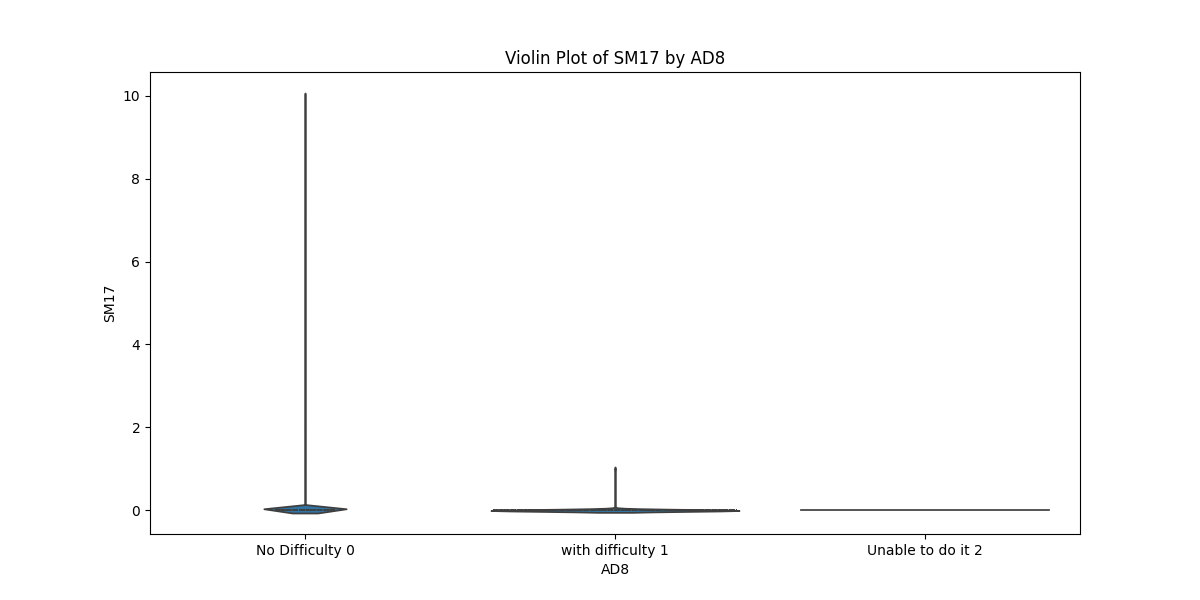 Violin Plot of SM17 by AD8
10
8
6
4
2
0
SM17
No Difficulty 0
with difficulty 1
Unable to do it 2
AD8